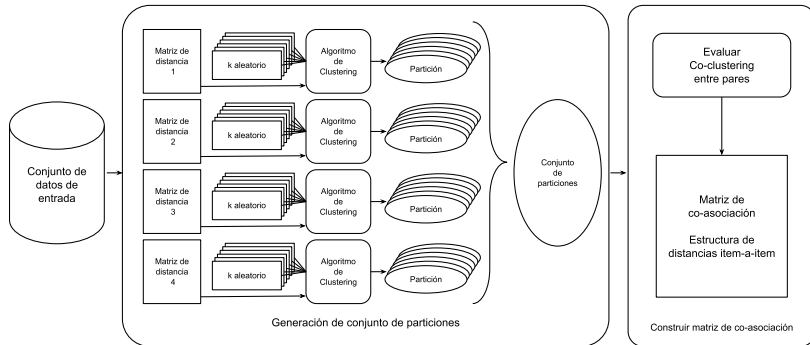 Conjunto de
datos de
entrada
Matriz de
distancia
1
k aleatorio
Algoritmo
de
Clustering
Partición
Matriz de
distancia
2
k aleatorio
Algoritmo
de
Clustering
Partición
Matriz de
distancia
3
k aleatorio
Algoritmo
de
Clustering
Partición
Matriz de
distancia
4
k aleatorio
Algoritmo
de
Clustering
Partición
Conjunto
de
particiones
Generación de conjunto de particiones
Evaluar
Co-clustering
entre pares
Matriz de
co-asociación
Estructura de
distancias item-a-item
Construir matriz de co-asociación